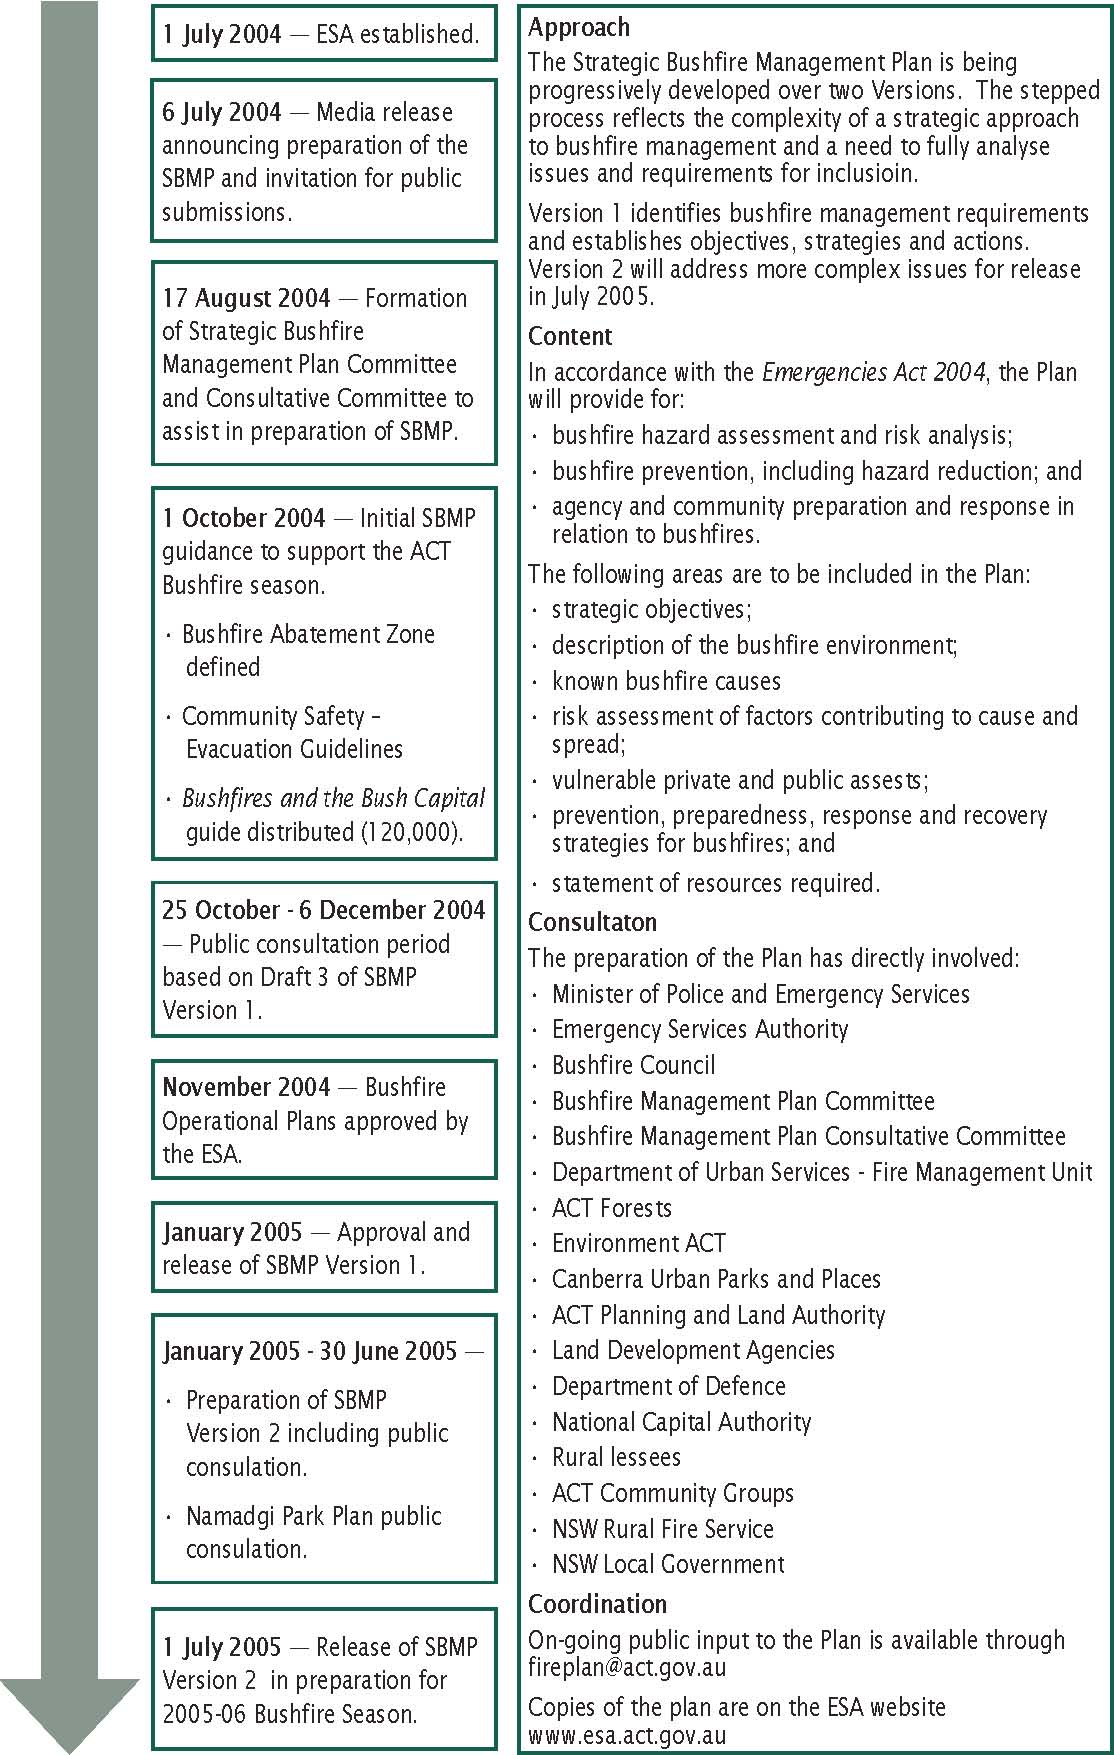 1 July 2004 — ESA established.
6 July 2004 — Media release
announcing preparation of the
SBMP and invitation for public
submissions.
17 August 2004 — Formation
of Strategic Bushfire
Management Plan Committee
and Consultative Committee to
assist in preparation of SBMP.
1 October 2004 — Initial SBMP
guidance to support the ACT
Bushfire season.
· Bushfire Abatement Zone
defined
· Community Safety –
Evacuation Guidelines
· Bushfires and the Bush Capital
guide distributed (120,000).
25 October - 6 December 2004
— Public consultation period
based on Draft 3 of SBMP
Version 1.
November 2004 — Bushfire
Operational Plans approved by
the ESA.
January 2005 — Approval and
release of SBMP Version 1.
January 2005 - 30 June 2005 —
· Preparation of SBMP
Version 2 including public
consulation.
· Namadgi Park Plan public
consulation.
1 July 2005 — Release of SBMP
Version 2 in preparation for
2005-06 Bushfire Season.
Approach
The Strategic Bushfire Management Plan is being
progressively developed over two Versions. The stepped
process reflects the complexity of a strategic approach
to bushfire management and a need to fully analyse
issues and requirements for inclusioin.
Version 1 identifies bushfire management requirements
and establishes objectives, strategies and actions.
Version 2 will address more complex issues for release
in July 2005.
Content
In accordance with the Emergencies Act 2004, the Plan
will provide for:
· bushfire hazard assessment and risk analysis;
· bushfire prevention, including hazard reduction; and
· agency and community preparation and response in
relation to bushfires.
The following areas are to be included in the Plan:
· strategic objectives;
· description of the bushfire environment;
· known bushfire causes
· risk assessment of factors contributing to cause and
spread;
· vulnerable private and public assests;
· prevention, preparedness, response and recovery
strategies for bushfires; and
· statement of resources required.
Consultaton
The preparation of the Plan has directly involved:
· Minister of Police and Emergency Services
· Emergency Services Authority
· Bushfire Council
· Bushfire Management Plan Committee
· Bushfire Management Plan Consultative Committee
· Department of Urban Services - Fire Management Unit
· ACT Forests
· Environment ACT
· Canberra Urban Parks and Places
· ACT Planning and Land Authority
· Land Development Agencies
· Department of Defence
· National Capital Authority
· Rural lessees
· ACT Community Groups
· NSW Rural Fire Service
· NSW Local Government
Coordination
On-going public input to the Plan is available through
fireplan@act.gov.au
Copies of the plan are on the ESA website
www.esa.act.gov.au